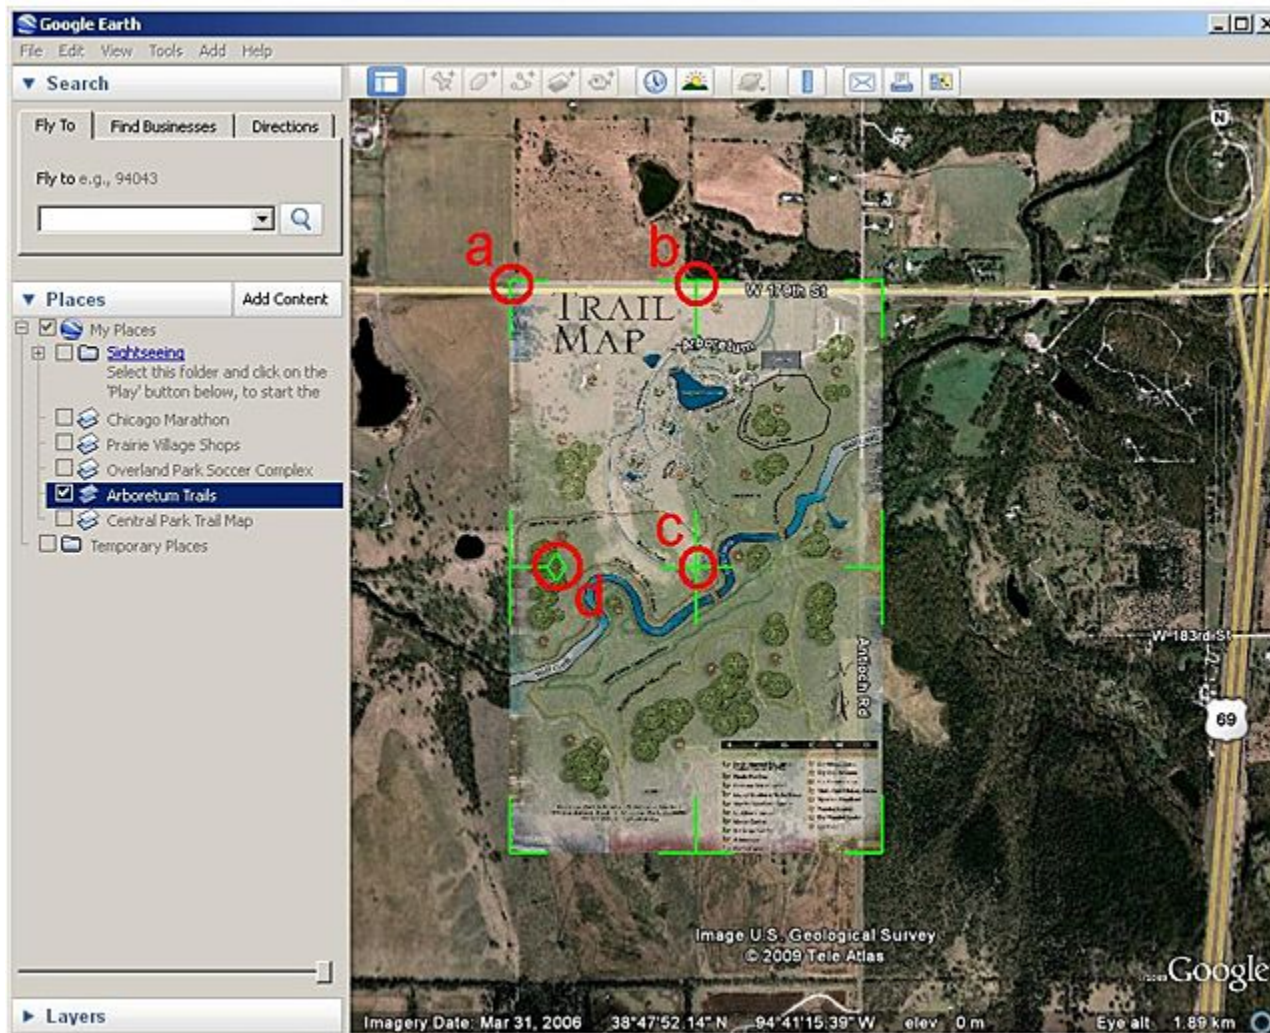 Google Earth
File Edit View Tools Add Help
Search
Fly To Find Businesses Directions
Fly to e.g., 94043
Places Add Content
My Places
Sightseeing
Select this folder and click on the
'Play' button below, to start the
Chicago Marathon
Prairie Village Shops
Overland Park Soccer Complex
Arboretum Trails
Central Park Trail Map
Temporary Places
Layers
N
a
b
W 179th St
TRAIL
MAP
Arboretum
c
d
W 183rd St
Antioch Rd
69
Image U.S. Geological Survey
© 2009 Tele Atlas
Google
Imagery Date: Mar 31, 2006 38°47'52.14" N 94°41'15.39" W elev 0 m Eye alt 1.89 km